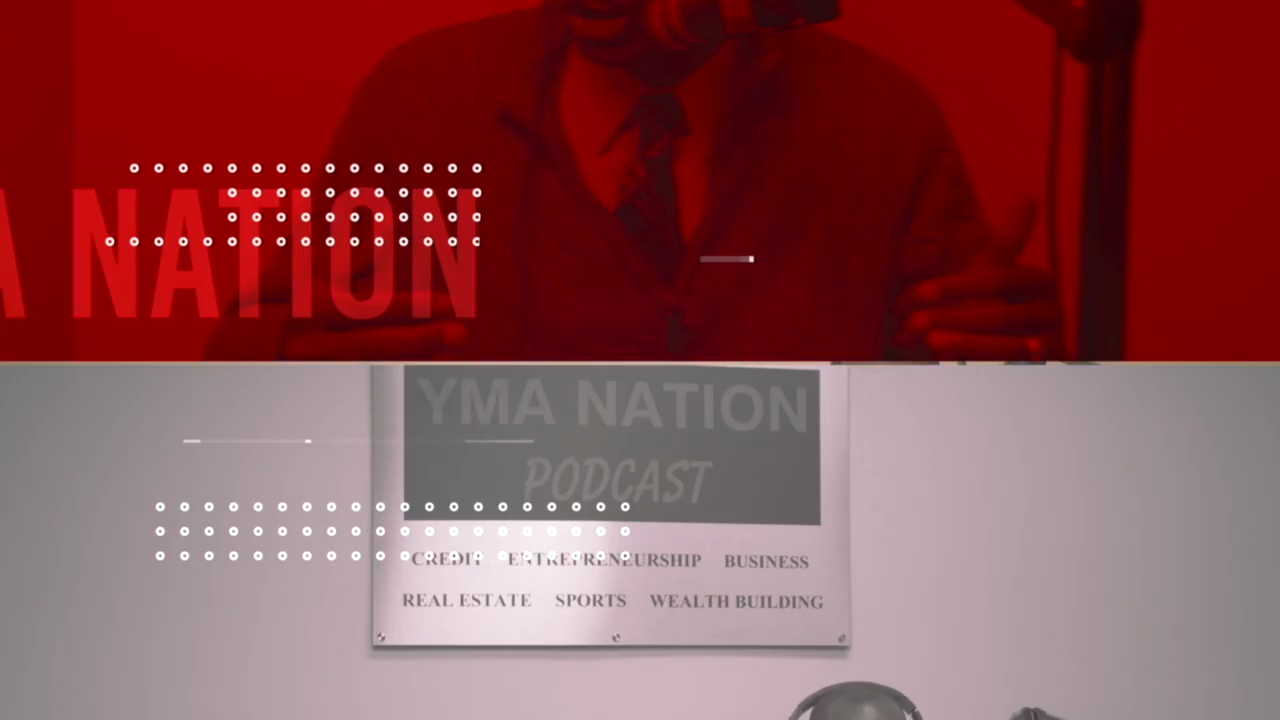 A NATION
YMA NATION
PODCAST
CREDIT ENTREPRENEURSHIP BUSINESS
REAL ESTATE SPORTS WEALTH BUILDING